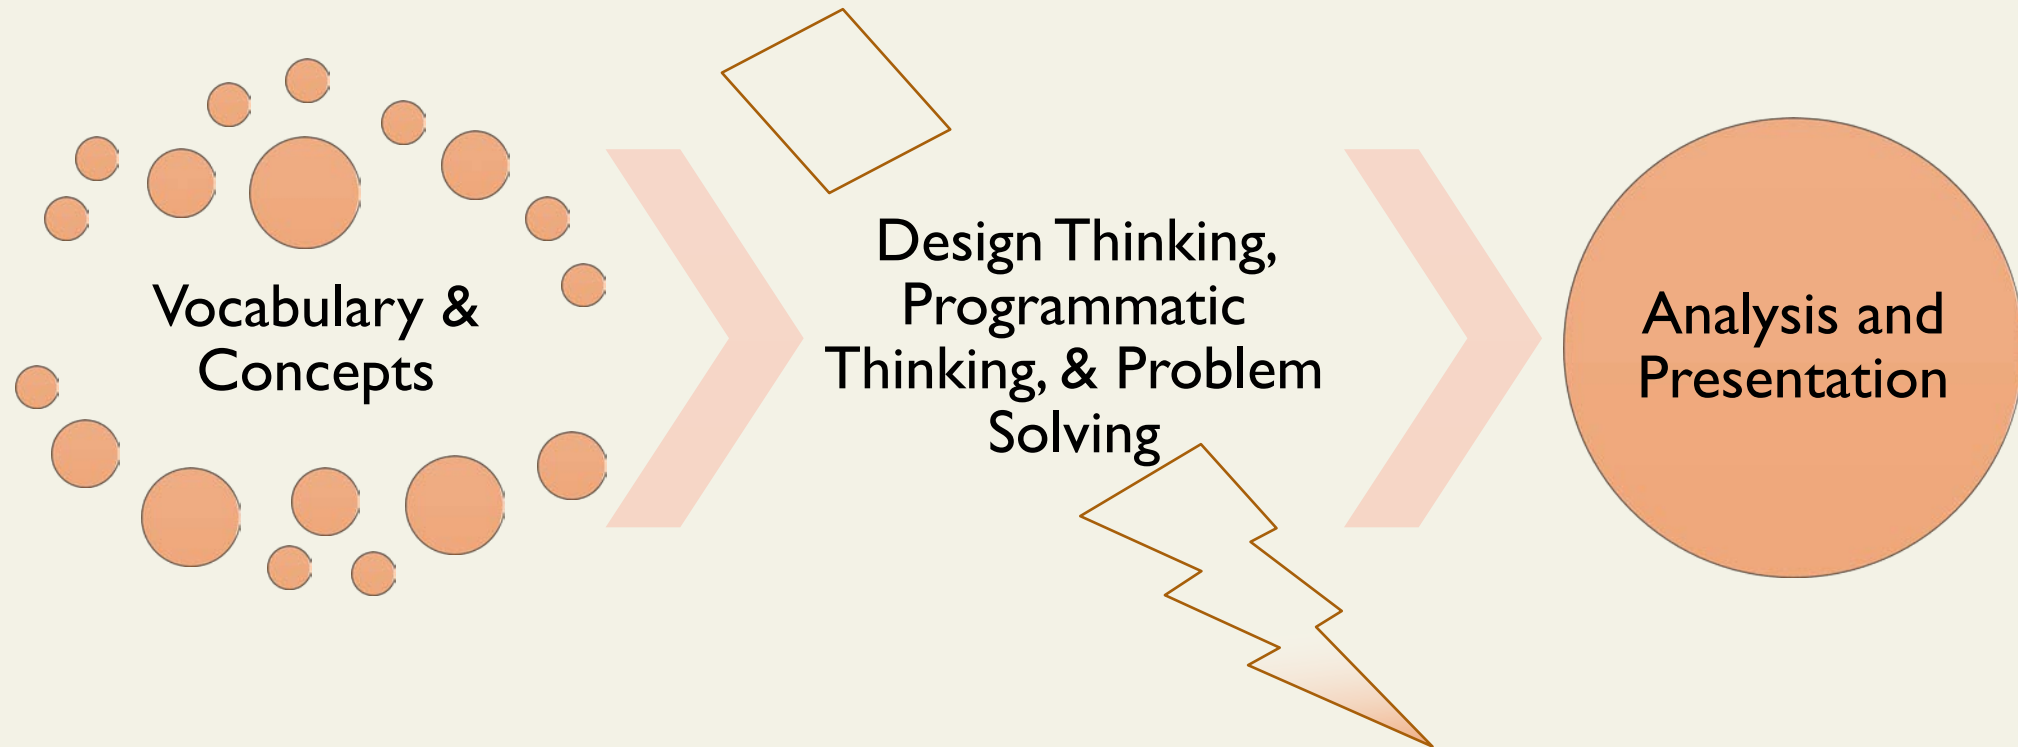 Vocabulary &
Concepts
Design Thinking,
Programmatic
Thinking, & Problem
Solving
Analysis and
Presentation